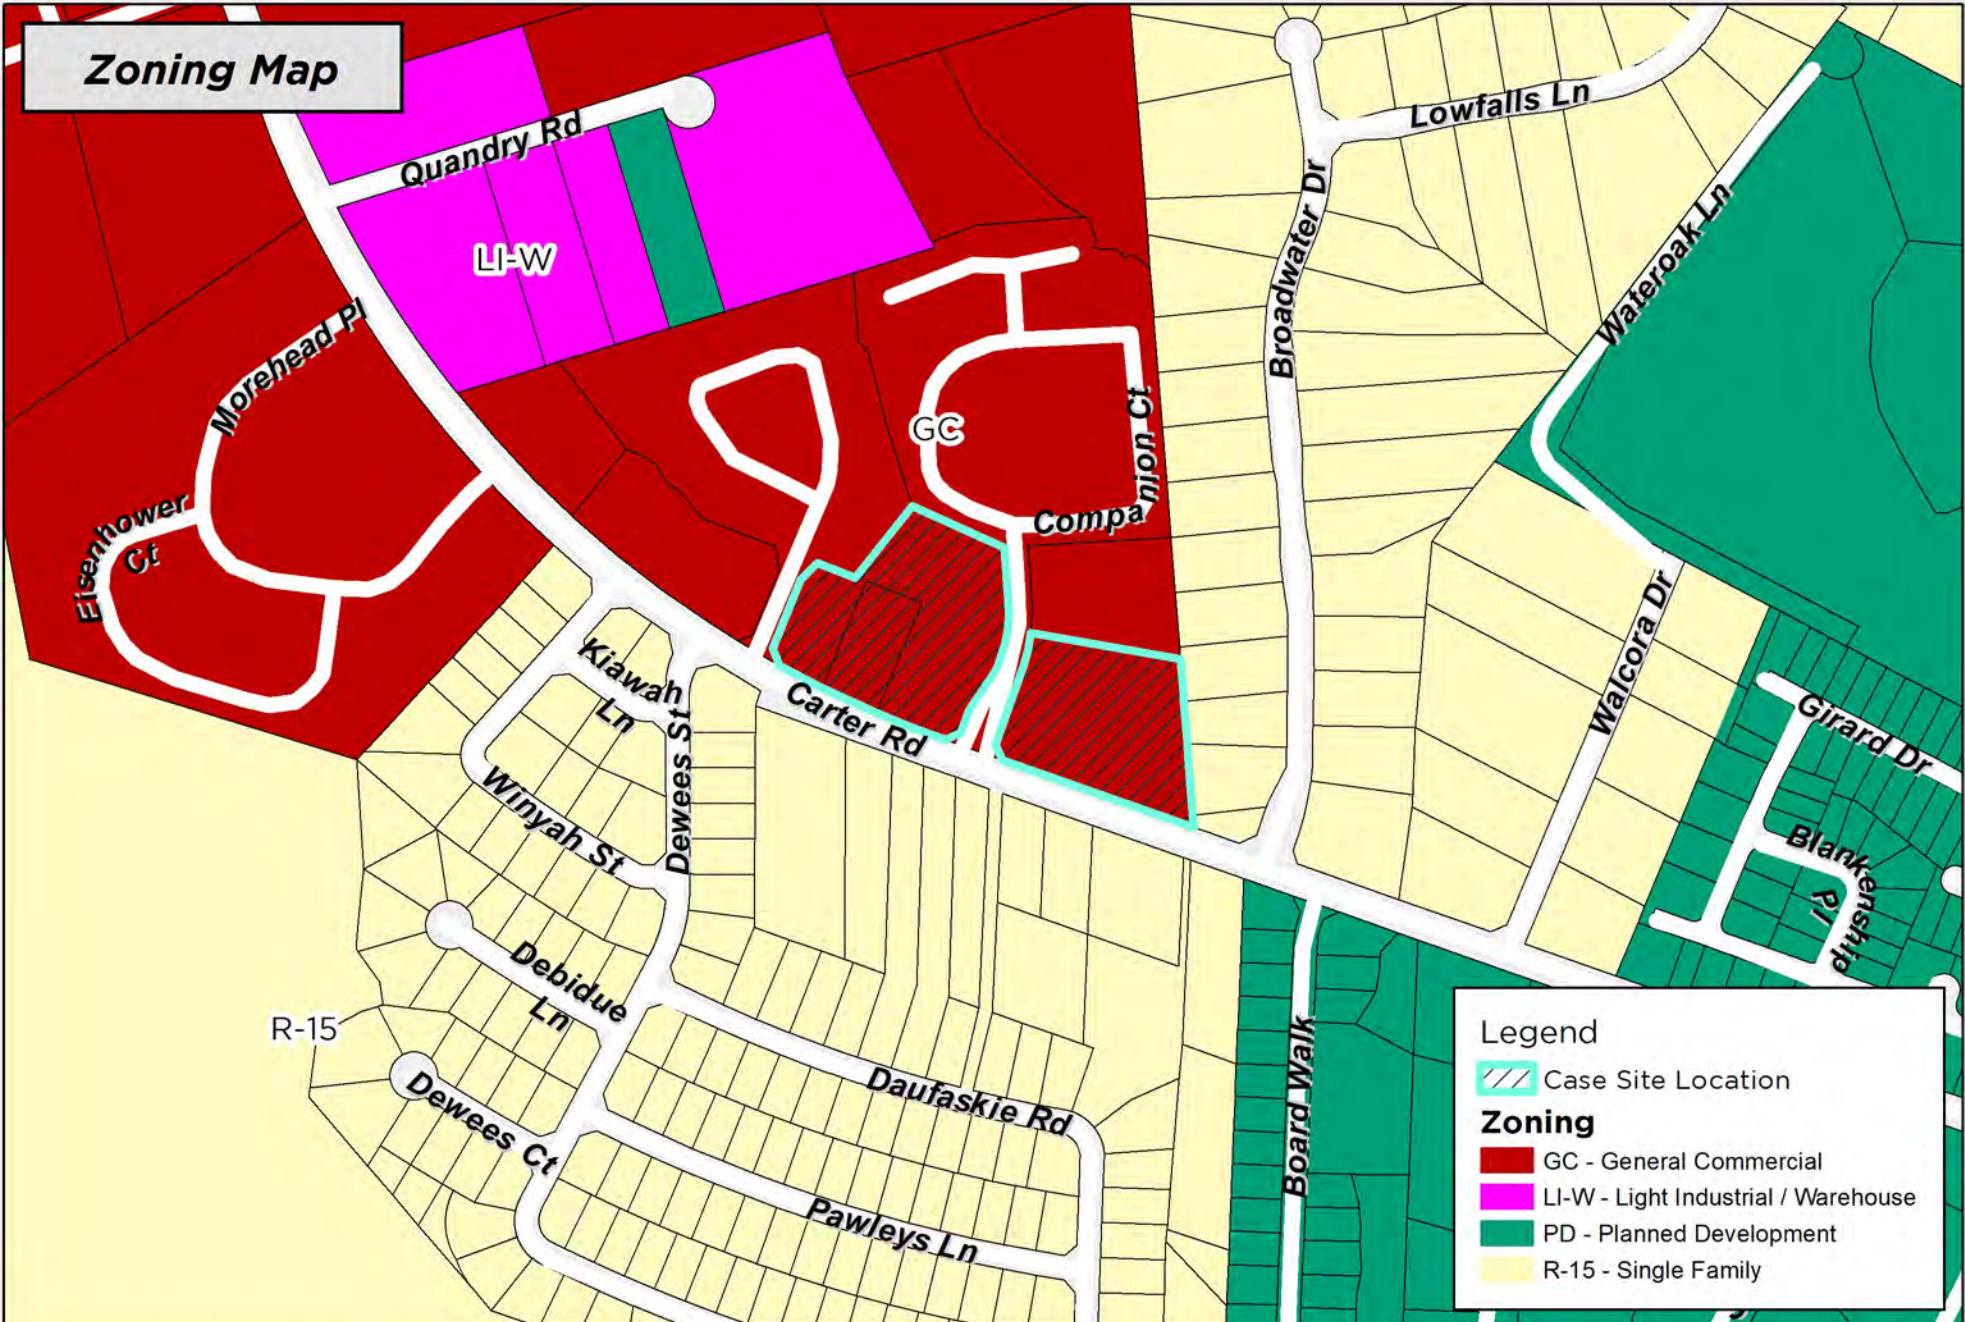 Zoning Map
Quandry Rd
Lowfalls Ln
Broadwater Dr
Wateroak Ln
LI-W
Morehead Pl
GC
Companion Ct
Eisenhower
Ct
Walcora Dr
Kiawah
Ln
Dewees St
Carter Rd
Girard Dr
Winyah St
Blankenship
Pl
Debidue
Ln
R-15
Board Walk
Daufaskie Rd
Dewees Ct
Pawleys Ln
Legend
Case Site Location
Zoning
GC - General Commercial
LI-W - Light Industrial / Warehouse
PD - Planned Development
R-15 - Single Family